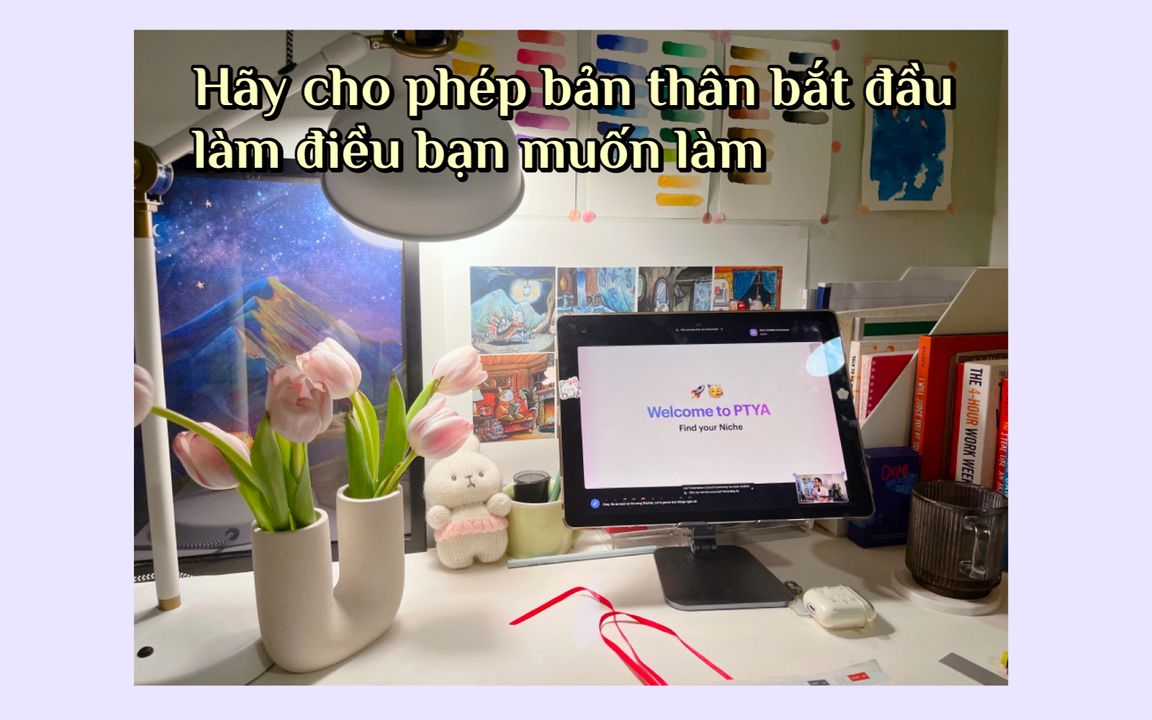 Hãy cho phép bản thân bắt đầu
làm điều bạn muốn làm
Welcome to PTYA
Find your Niche
THE 4-HOUR WORK WEEK